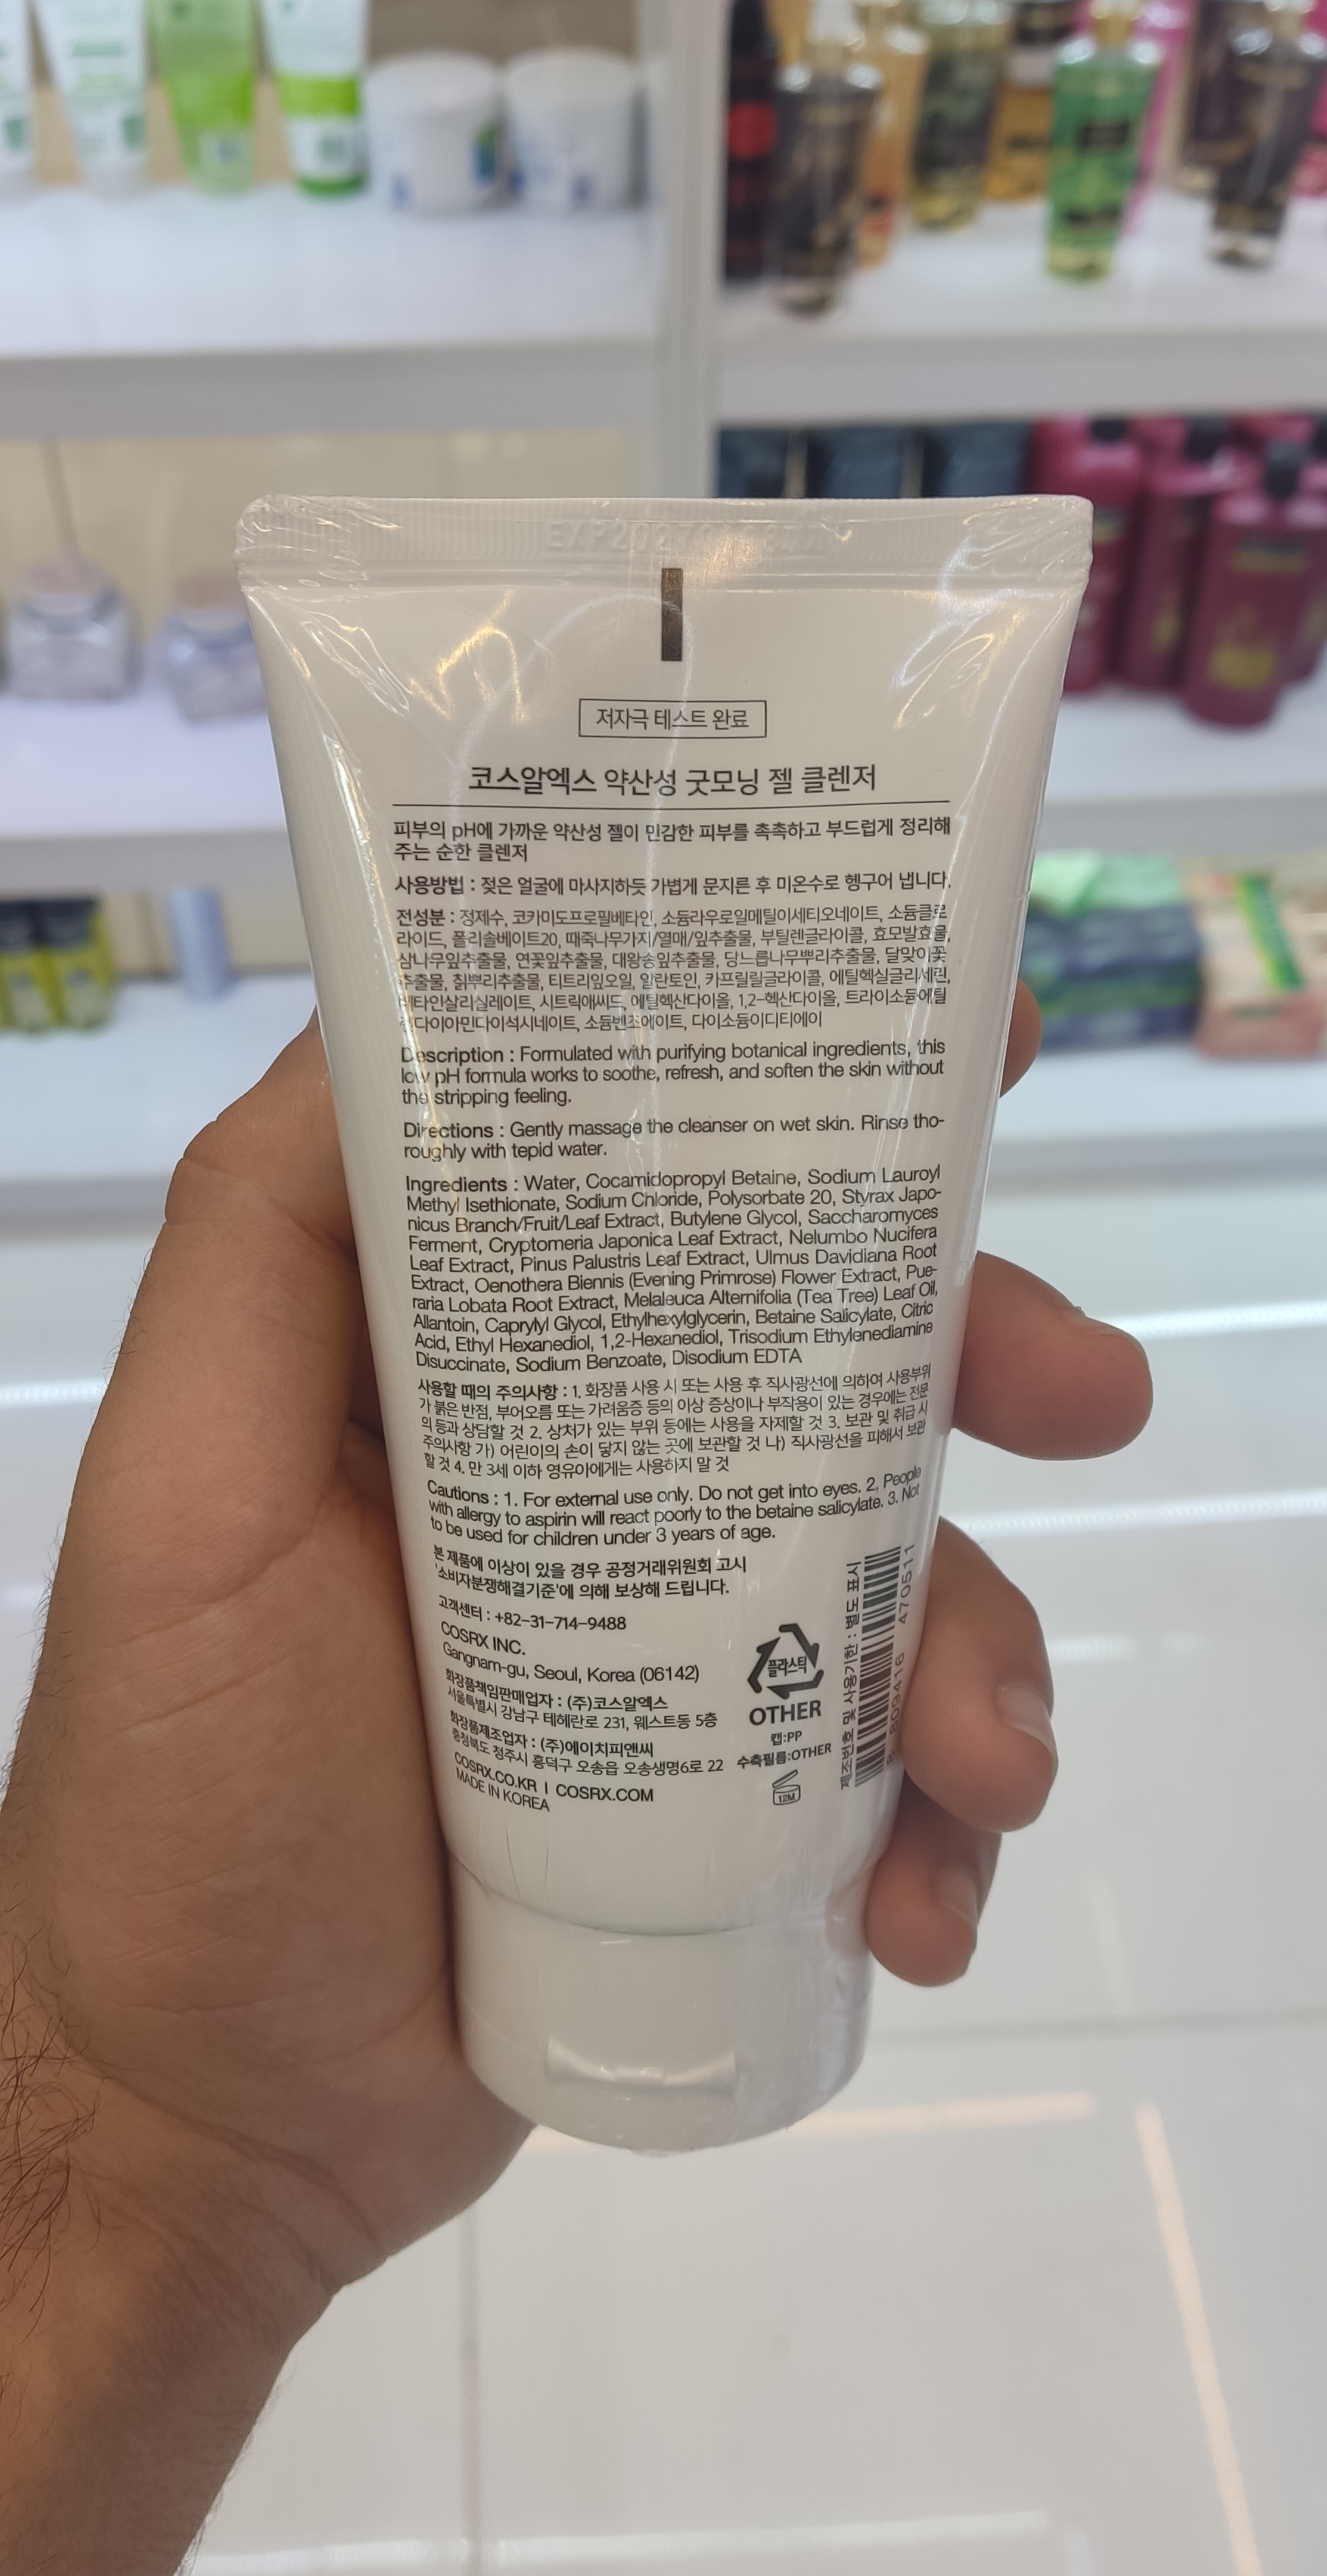 저자극 테스트 완료
코스알엑스 약산성 굿모닝 젤 클렌저
피부의 pH에 가까운 약산성 젤이 민감한 피부를 촉촉하고 부드럽게 정리해
주는 순한 클렌저
사용방법 : 젖은 얼굴에 마사지하듯 가볍게 문지른 후 미온수로 헹구어 냅니다.
전성분 : 정제수, 코카미도프로필베타인, 소듐라우로일메틸이세티오네이트, 소듐클로
라이드, 폴리솔베이트20, 때죽나무가지/열매/잎추출물, 부틸렌글라이콜, 효모발효물,
삼나무잎추출물, 연꽃잎추출물, 대왕송잎추출물, 당느릅나무뿌리추출물, 달맞이꽃
추출물, 칡뿌리추출물, 티트리잎오일, 알란토인, 카프릴릴글라이콜, 에틸헥실글리세린,
베타인살리실레이트, 시트릭애씨드, 에틸헥산다이올, 1,2-헥산다이올, 트라이소듐에틸
렌다이아민다이석시네이트, 소듐벤조에이트, 다이소듐이디티에이
Description : Formulated with purifying botanical ingredients, this
low pH formula works to soothe, refresh, and soften the skin without
the stripping feeling.
Directions : Gently massage the cleanser on wet skin. Rinse tho-
roughly with tepid water.
Ingredients : Water, Cocamidopropyl Betaine, Sodium Lauroyl
Methyl Isethionate, Sodium Chloride, Polysorbate 20, Styrax Japo-
nicus Branch/Fruit/Leaf Extract, Butylene Glycol, Saccharomyces
Ferment, Cryptomeria Japonica Leaf Extract, Nelumbo Nucifera
Leaf Extract, Pinus Palustris Leaf Extract, Ulmus Davidiana Root
Extract, Oenothera Biennis (Evening Primrose) Flower Extract, Pue-
raria Lobata Root Extract, Melaleuca Alternifolia (Tea Tree) Leaf Oil,
Allantoin, Caprylyl Glycol, Ethylhexylglycerin, Betaine Salicylate, Citric
Acid, Ethyl Hexanediol, 1,2-Hexanediol, Trisodium Ethylenediamine
Disuccinate, Sodium Benzoate, Disodium EDTA
사용할 때의 주의사항 : 1. 화장품 사용 시 또는 사용 후 직사광선에 의하여 사용부위
가 붉은 반점, 부어오름 또는 가려움증 등의 이상 증상이나 부작용이 있는 경우에는 전문
의 등과 상담할 것 2. 상처가 있는 부위 등에는 사용을 자제할 것 3. 보관 및 취급 시
주의사항 가) 어린이의 손이 닿지 않는 곳에 보관할 것 나) 직사광선을 피해서 보관
할 것 4. 만 3세 이하 영유아에게는 사용하지 말 것
Cautions : 1. For external use only. Do not get into eyes. 2. People
with allergy to aspirin will react poorly to the betaine salicylate. 3. Not
to be used for children under 3 years of age.
본 제품에 이상이 있을 경우 공정거래위원회 고시
'소비자분쟁해결기준'에 의해 보상해 드립니다.
고객센터 : +82-31-714-9488
COSRX INC.
Gangnam-gu, Seoul, Korea (06142)
화장품책임판매업자 : (주)코스알엑스
서울특별시 강남구 테헤란로 231, 웨스트동 5층
화장품제조업자 : (주)에이치피앤씨
충청북도 청주시 흥덕구 오송읍 오송생명6로 22
COSRX.CO.KR | COSRX.COM
MADE IN KOREA
플라스틱
OTHER
캡:PP
수축필름:OTHER
12M
제조번호 및 사용기한 : 별도 표시
8 809416 470511